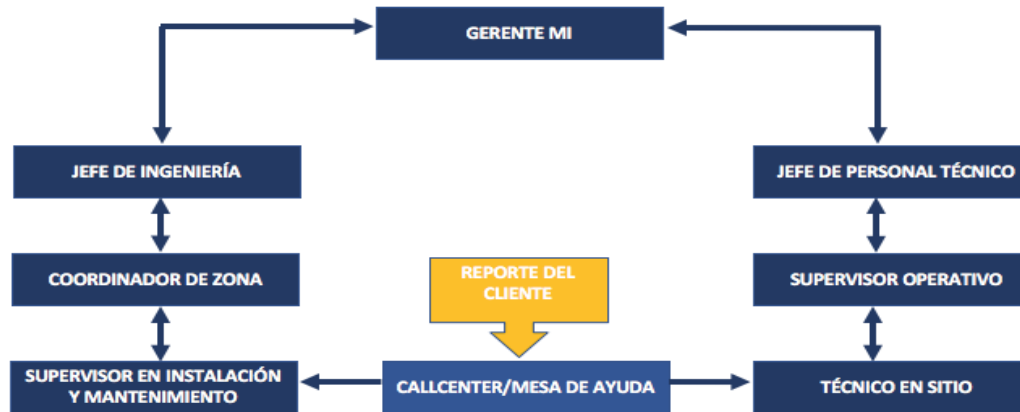 GERENTE MI
JEFE DE INGENIERÍA
JEFE DE PERSONAL TÉCNICO
COORDINADOR DE ZONA
REPORTE DEL
CLIENTE
SUPERVISOR OPERATIVO
SUPERVISOR EN INSTALACIÓN
Y MANTENIMIENTO
CALLCENTER/MESA DE AYUDA
TÉCNICO EN SITIO